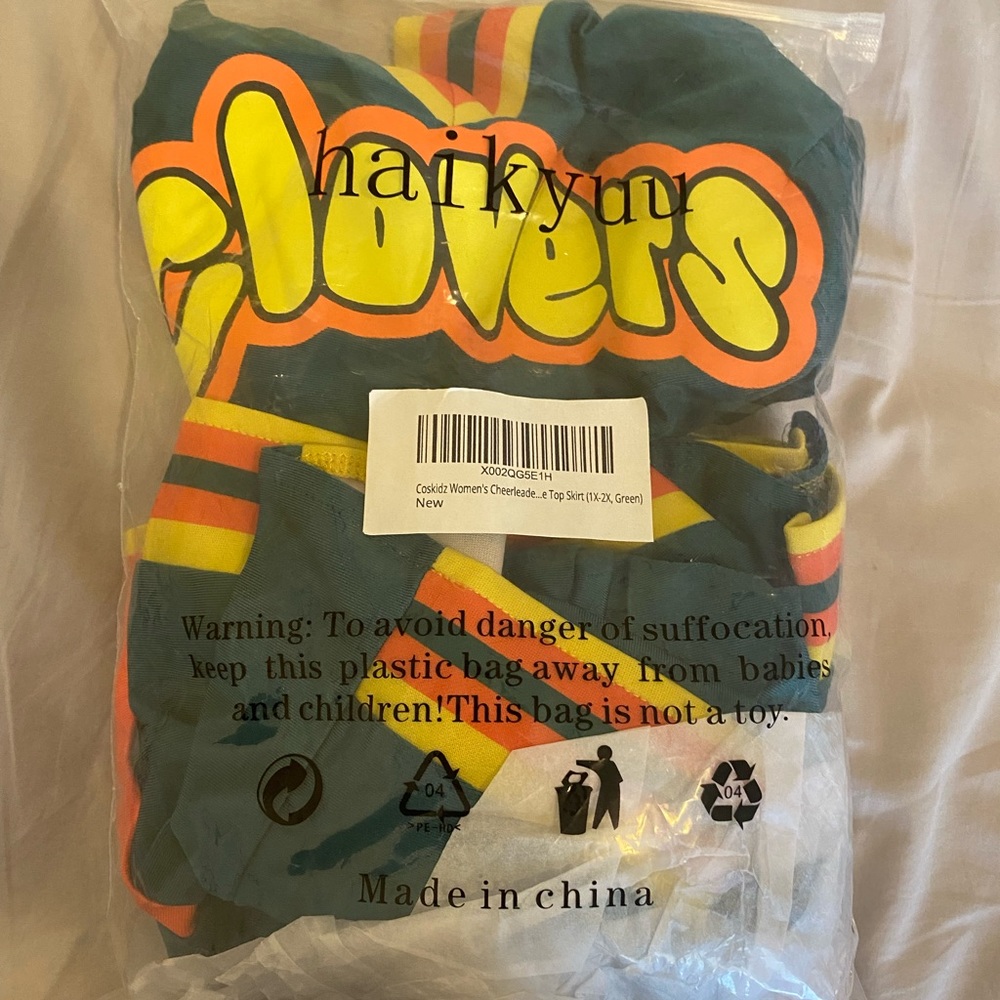 haikyuu
Clovers
X002QG5E1H
Coskidz Women's Cheerleade...e Top Skirt (1X-2X, Green)
New
Warning: To avoid danger of suffocation,
keep this plastic bag away from babies
and children!This bag is not a toy.
04
04
>PE-HD<
Made in china